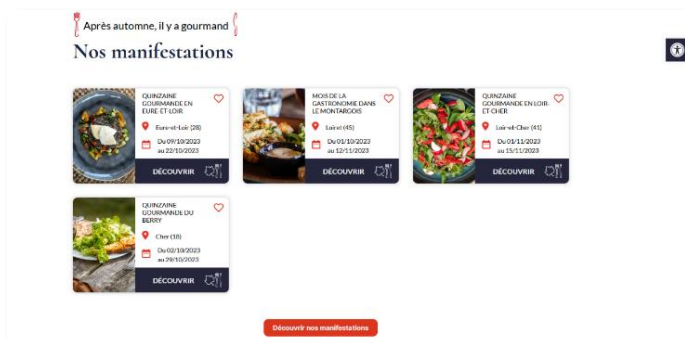 Après automne, il y a gourmand
Nos manifestations
QUINZAINE
GOURMANDE EN
EURE ET LOIR
Eure-et-Loir (28)
Du 09/10/2023
au 22/10/2023
DÉCOUVRIR
MOIS DE LA
GASTRONOMIE DANS
LE MONTARGOIS
Loiret (45)
Du 01/10/2023
au 12/11/2023
DÉCOUVRIR
QUINZAINE
GOURMANDE EN LOIR-
ET CHER
Loir-et-Cher (41)
Du 01/11/2023
au 15/11/2023
DÉCOUVRIR
QUINZAINE
GOURMANDE DU
BERRY
Cher (18)
Du 02/10/2023
au 29/10/2023
DÉCOUVRIR
Découvrir nos manifestations